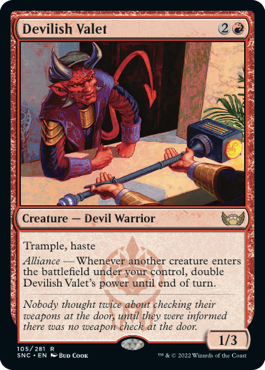 Devilish Valet 2
Creature — Devil Warrior
Trample, haste
Alliance — Whenever another creature enters
the battlefield under your control, double
Devilish Valet's power until end of turn.
Nobody thought twice about checking their
weapons at the door, until they were informed
there was no weapon check at the door.
1/3
105/281 R
SNC • EN Bud Cook ™ & © 2022 Wizards of the Coast